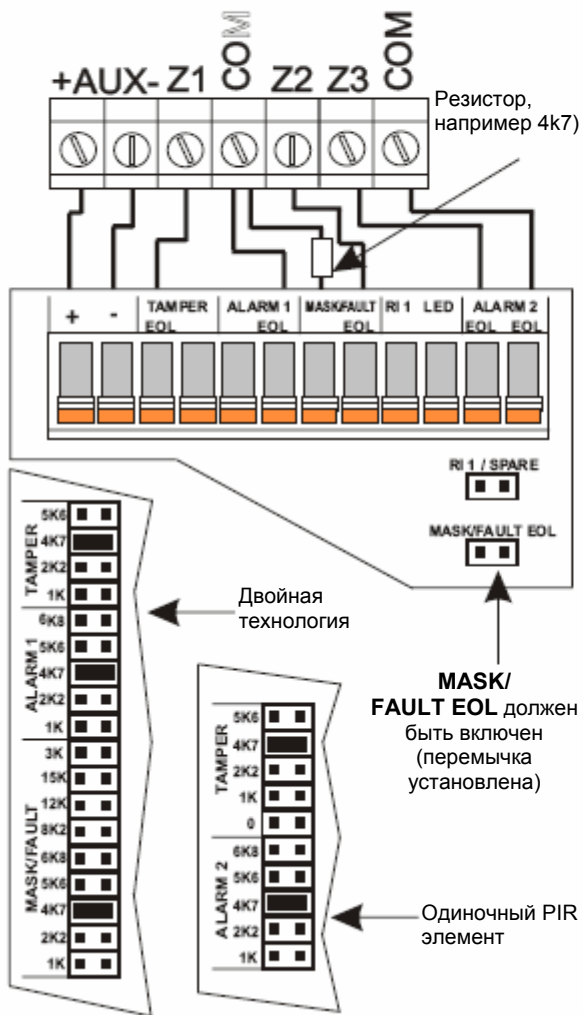 +AUX- Z1 COM Z2 Z3 COM
Резистор,
например 4k7)
+ - TAMPER ALARM 1 MASK/FAULT RI 1 LED ALARM 2
EOL EOL EOL EOL EOL
RI 1 / SPARE
MASK/FAULT EOL
TAMPER
5K6
4K7
2K2
1K
ALARM 1
6K8
5K6
4K7
2K2
1K
MASK/FAULT
3K
15K
12K
8K2
6K8
5K6
4K7
2K2
1K
Двойная
технология
MASK/
FAULT EOL должен
быть включен
(перемычка
установлена)
TAMPER
5K6
4K7
2K2
1K
0
ALARM 2
6K8
5K6
4K7
2K2
1K
Одиночный PIR
элемент